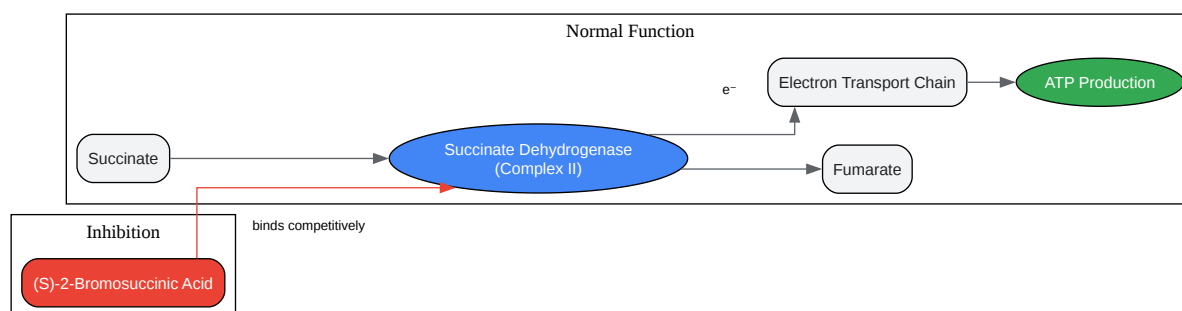 Normal Function
Electron Transport Chain
ATP Production
e⁻
Succinate
Succinate Dehydrogenase
(Complex II)
Fumarate
binds competitively
Inhibition
(S)-2-Bromosuccinic Acid